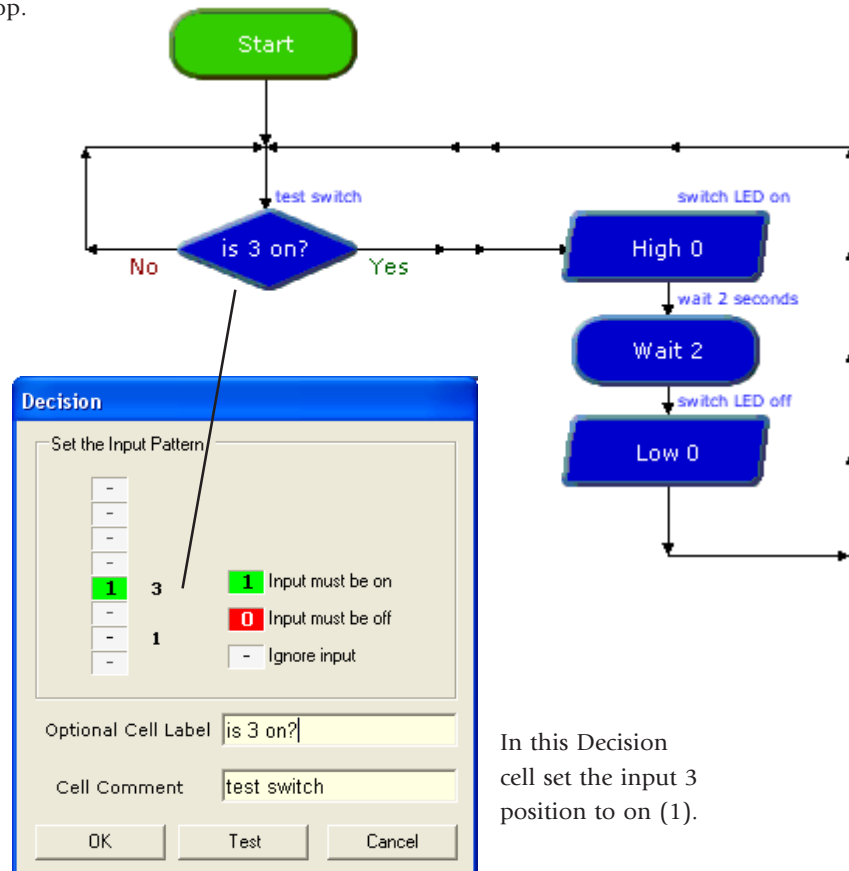 op.
Start
test switch
is 3 on?
No
Yes
switch LED on
High 0
wait 2 seconds
Wait 2
switch LED off
Low 0
Decision
Set the Input Pattern
-
-
-
-
1 3
-
- 1
-
1 Input must be on
0 Input must be off
- Ignore input
Optional Cell Label is 3 on?
Cell Comment test switch
OK Test Cancel
In this Decision
cell set the input 3
position to on (1).